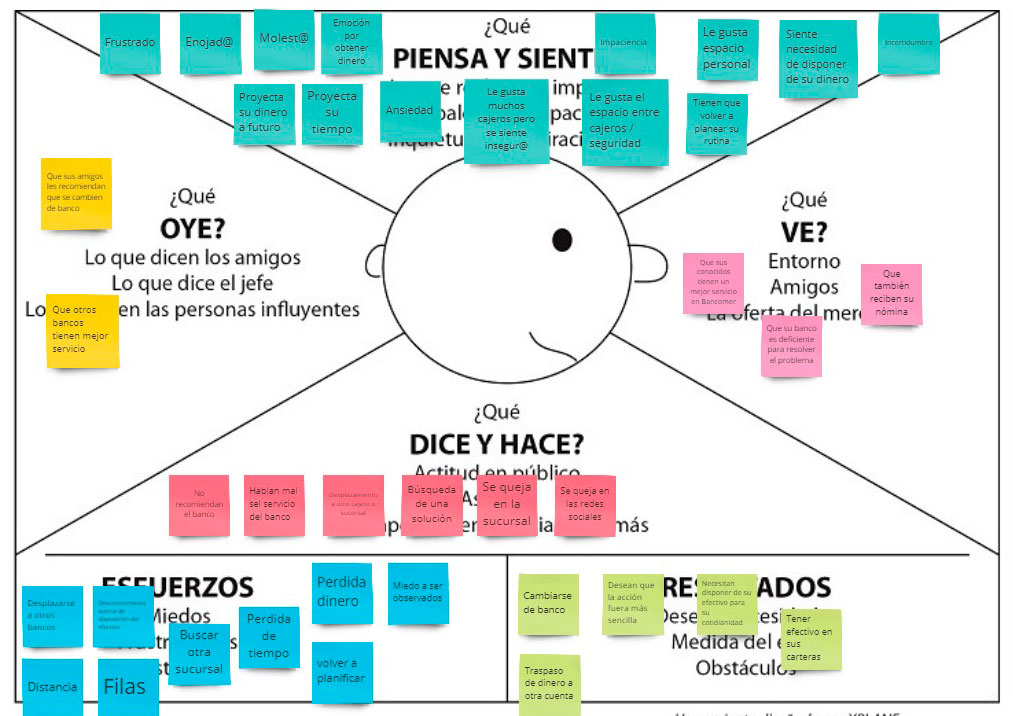 ¿Qué
PIENSA Y SIENT
Frustrado
Enojad@
Molest@
Emoción
por
obtener
dinero
Impaciencia
Le gusta
espacio
personal
Siente
necesidad
de disponer
de su dinero
Incertidumbre
Proyecta
su dinero
a futuro
Proyecta
su
tiempo
Ansiedad
Le gusta
muchos
cajeros pero
se siente
insegur@
Le gusta el
espacio entre
cajeros /
seguridad
Tienen que
volver a
planear su
rutina
Que sus amigos
les recomiendan
que se cambien
de banco
¿Qué
OYE?
Lo que dicen los amigos
Lo que dice el jefe
Lo en las personas influyentes
Que otros
bancos
tienen mejor
servicio
¿Qué
VE?
Entorno
Amigos
La oferta del mer
Que sus
conocidos
tienen un
mejor servicio
en Bancomer
Que
también
reciben su
nómina
Que su banco
es deficiente
para resolver
el problema
¿Qué
DICE Y HACE?
Actitud en público
más
No
recomiendan
el banco
Hablan mal
sel servicio
del banco
Desplazamiento
a otro cajero o
sucursal
Búsqueda
de una
solución
Se queja
en la
sucursal
Se queja en
las redes
sociales
ESFUERZOS
Miedos
Desplazarse
a otros
bancos
Desconocimiento
acerca de
disposición del
efectivo
Buscar
otra
sucursal
Perdida
de
tiempo
Perdida
dinero
Miedo a ser
observados
Distancia
Filas
volver a
planificar
RES ADOS
Medida del é
Obstáculos
Cambiarse
de banco
Desean que
la acción
fuera más
sencilla
Necesitan
disponer de su
efectivo para
su
cotidianidad
Tener
efectivo en
sus
carteras
Traspaso
de dinero a
otra cuenta